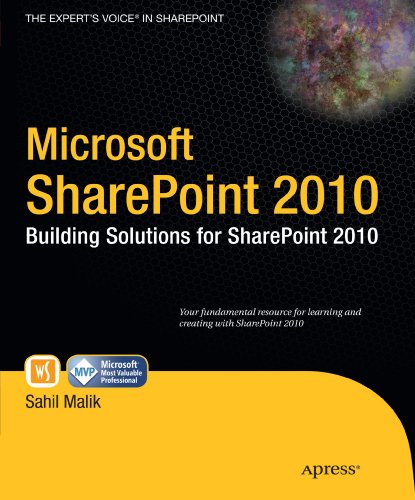 THE EXPERT'S VOICE® IN SHAREPOINT
Microsoft
SharePoint 2010
Building Solutions for SharePoint 2010
Your fundamental resource for learning and
creating with SharePoint 2010
WS
MVP
Microsoft®
Most Valuable
Professional
Sahil Malik
Apress®